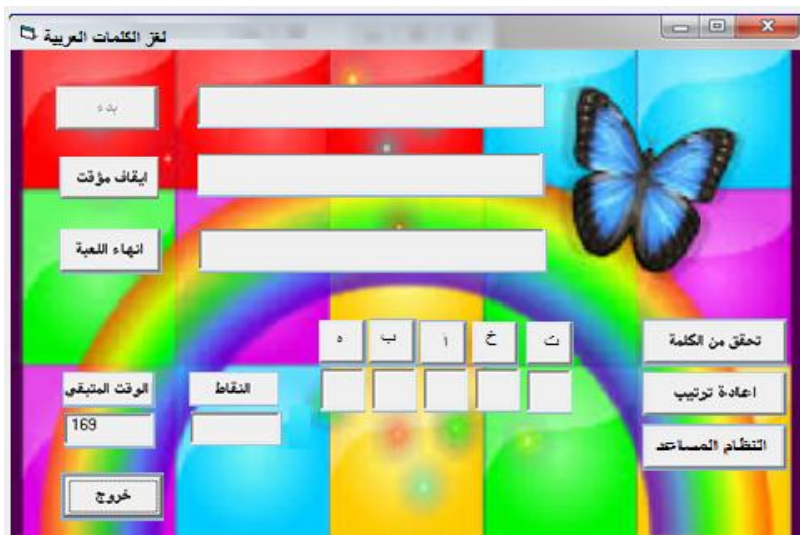 لغز الكلمات العربية
بدء
ايقاف مؤقت
انهاء اللعبة
ث خ أ ب ه
تحقق من الكلمة
الوقت المتبقي
النقاط
اعادة ترتيب
169
النظام المساعد
خروج